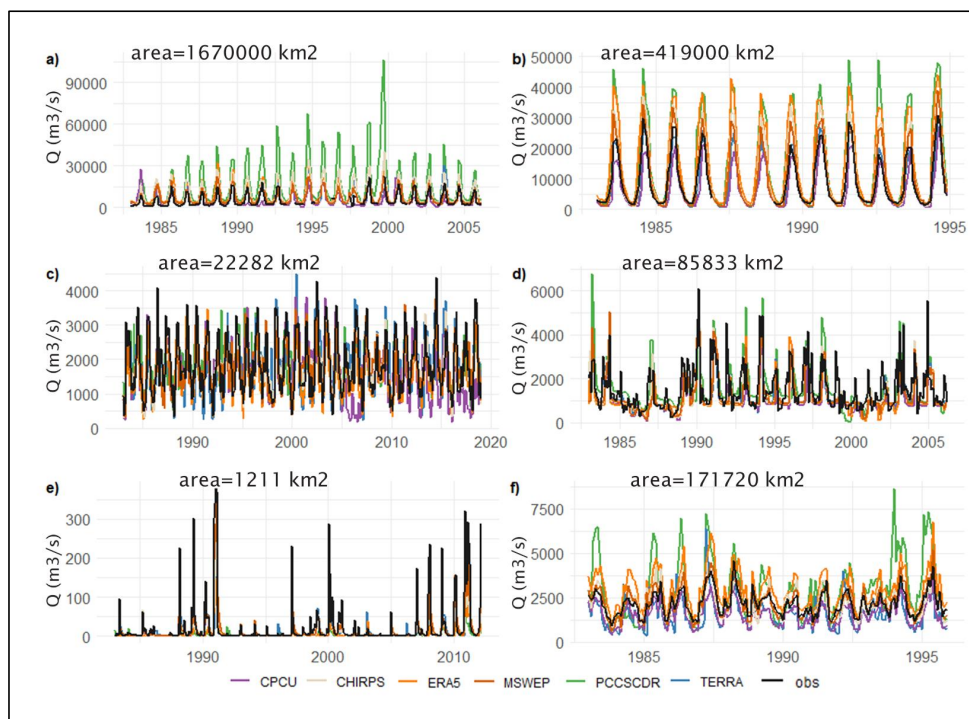 a) area=1670000 km2
Q (m3/s)
90000
60000
30000
0
1985 1990 1995 2000 2005
b) area=419000 km2
Q (m3/s)
50000
40000
30000
20000
10000
0
1985 1990 1995
c) area=22282 km2
Q (m3/s)
4000
3000
2000
1000
0
1990 2000 2010 2020
d) area=85833 km2
Q (m3/s)
6000
4000
2000
0
1985 1990 1995 2000 2005
e) area=1211 km2
Q (m3/s)
300
200
100
0
1990 2000 2010
f) area=171720 km2
Q (m3/s)
7500
5000
2500
0
1985 1990 1995
CPCU CHIRPS ERA5 MSWEP PCCSCDR TERRA obs